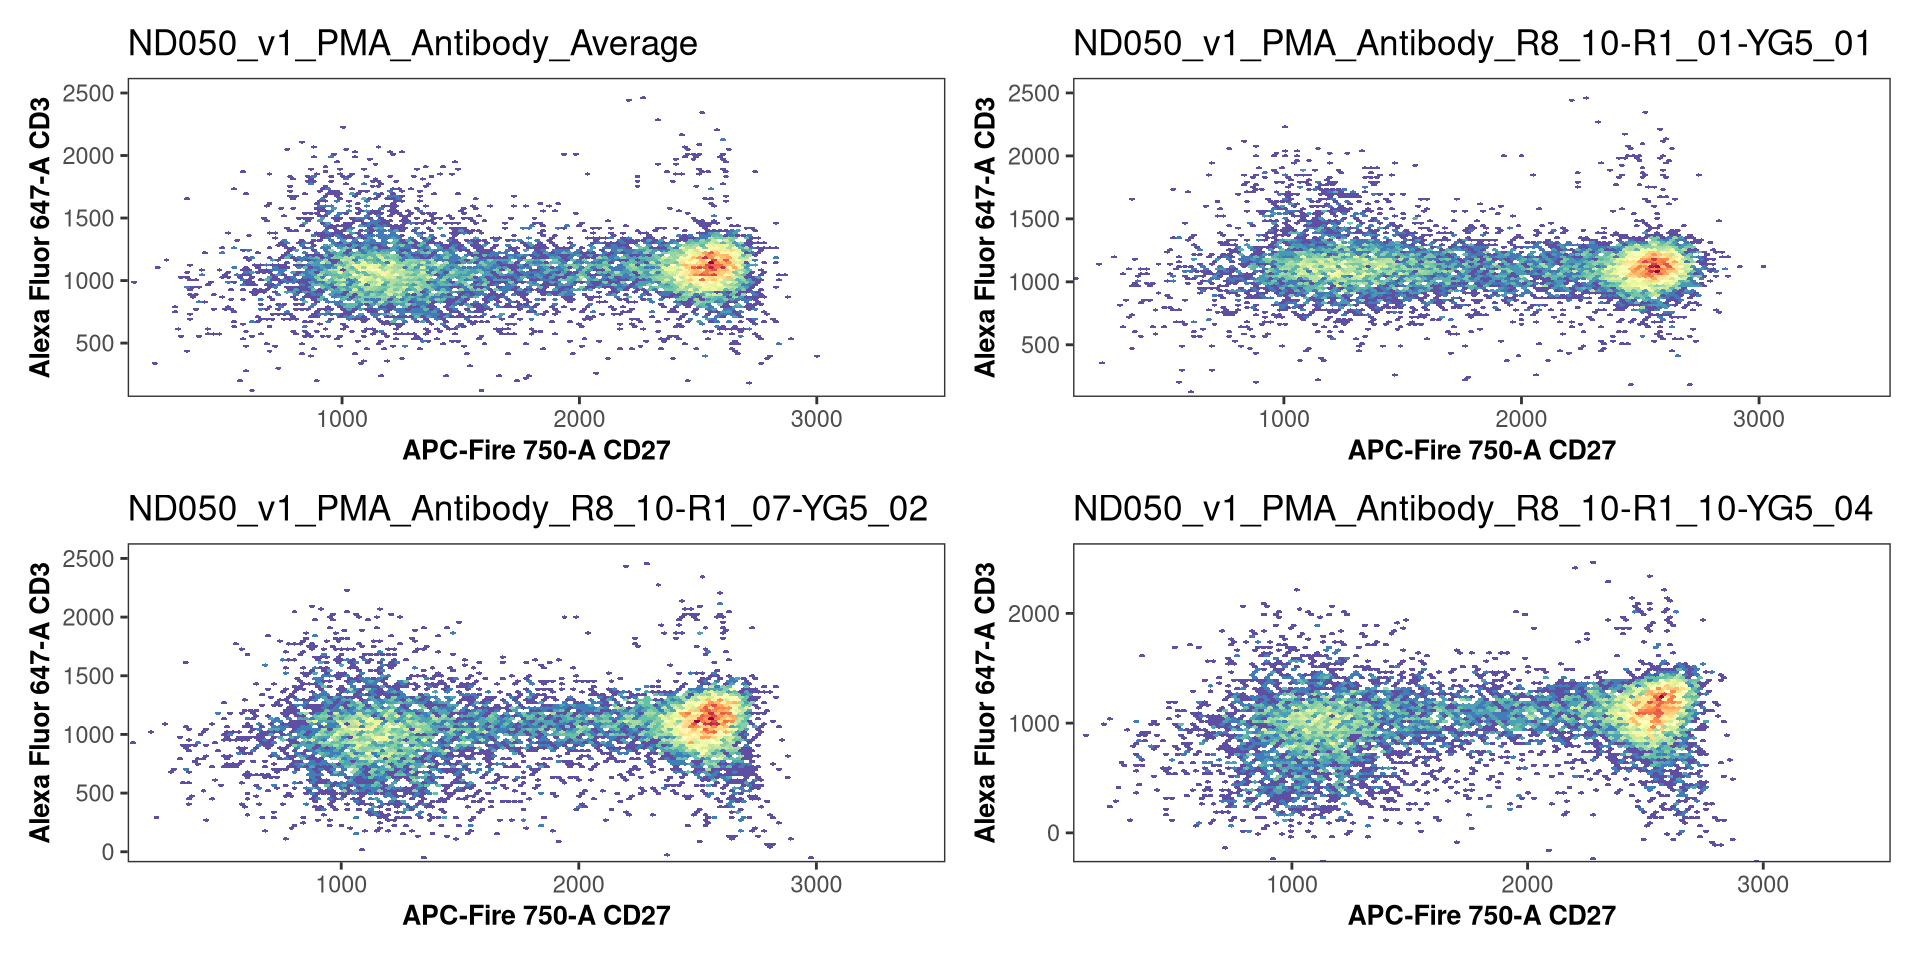 ND050_v1_PMA_Antibody_Average
2500
2000
1500
1000
500
Alexa Fluor 647-A CD3
1000 2000 3000
APC-Fire 750-A CD27
ND050_v1_PMA_Antibody_R8_10-R1_01-YG5_01
2500
2000
1500
1000
500
Alexa Fluor 647-A CD3
1000 2000 3000
APC-Fire 750-A CD27
ND050_v1_PMA_Antibody_R8_10-R1_07-YG5_02
2500
2000
1500
1000
500
0
Alexa Fluor 647-A CD3
1000 2000 3000
APC-Fire 750-A CD27
ND050_v1_PMA_Antibody_R8_10-R1_10-YG5_04
2000
1000
0
Alexa Fluor 647-A CD3
1000 2000 3000
APC-Fire 750-A CD27